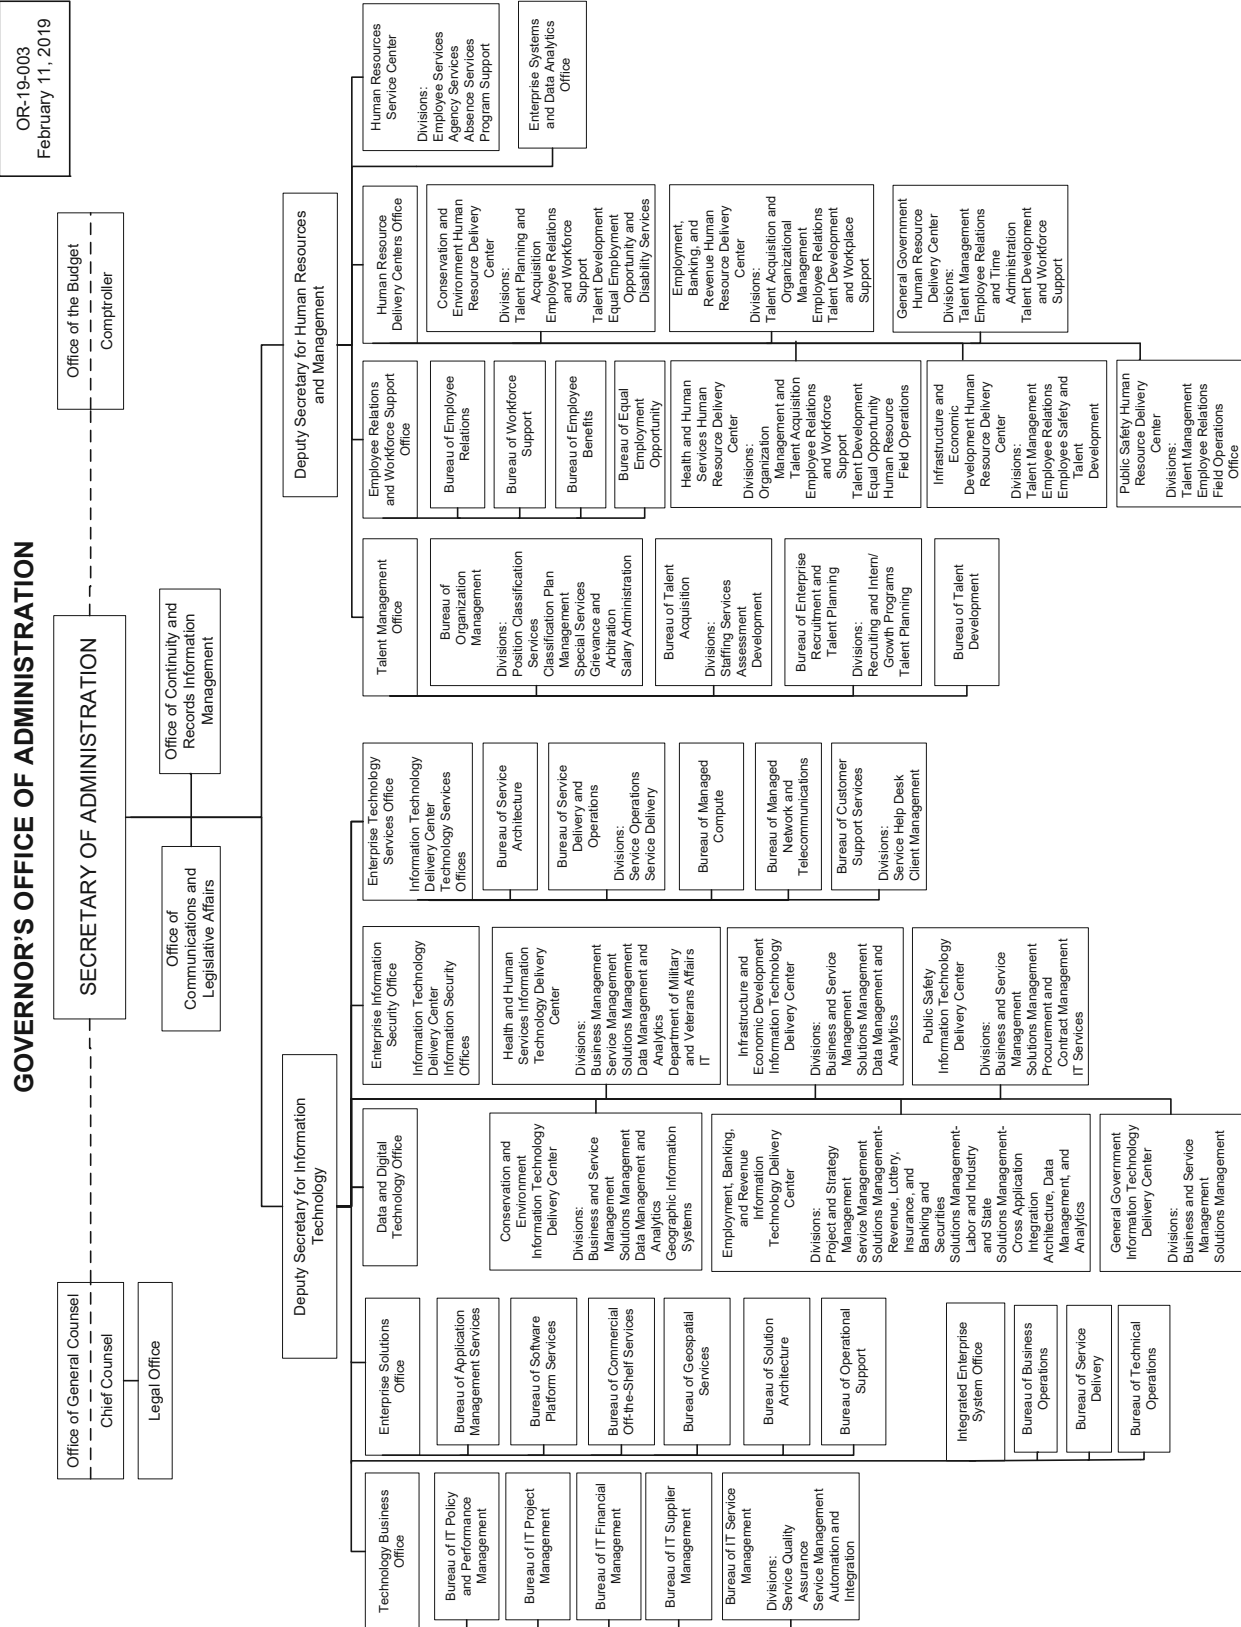 OR-19-003
February 11, 2019
GOVERNOR'S OFFICE OF ADMINISTRATION
Office of General Counsel
Chief Counsel
Legal Office
SECRETARY OF ADMINISTRATION
Office of the Budget
Comptroller
Office of
Communications and
Legislative Affairs
Office of Continuity and
Records Information
Management
Deputy Secretary for Information
Technology
Deputy Secretary for Human Resources
and Management
Technology Business
Office
Bureau of IT Policy
and Performance
Management
Bureau of IT Project
Management
Bureau of IT Financial
Management
Bureau of IT Supplier
Management
Bureau of IT Service
Management
Divisions:
Service Quality
Assurance
Service Management
Automation and
Integration
Enterprise Solutions
Office
Bureau of Application
Management Services
Bureau of Software
Platform Services
Bureau of Commercial
Off-the-Shelf Services
Bureau of Geospatial
Services
Bureau of Solution
Architecture
Bureau of Operational
Support
Integrated Enterprise
System Office
Bureau of Business
Operations
Bureau of Service
Delivery
Bureau of Technical
Operations
Data and Digital
Technology Office
Conservation and
Environment
Information Technology
Delivery Center
Divisions:
Business and Service
Management
Solutions Management
Data Management and
Analytics
Geographic Information
Systems
Employment, Banking,
and Revenue
Information
Technology Delivery
Center
Divisions:
Project and Strategy
Management
Service Management
Solutions Management-
Revenue, Lottery,
Insurance, and
Banking and
Securities
Solutions Management-
Labor and Industry
and State
Solutions Management-
Cross Application
Integration
Architecture, Data
Management, and
Analytics
General Government
Information Technology
Delivery Center
Divisions:
Business and Service
Management
Solutions Management
Enterprise Information
Security Office
Information Technology
Delivery Center
Information Security
Offices
Health and Human
Services Information
Technology Delivery
Center
Divisions:
Business Management
Service Management
Solutions Management
Data Management and
Analytics
Department of Military
and Veterans Affairs
IT
Infrastructure and
Economic Development
Information Technology
Delivery Center
Divisions:
Business and Service
Management
Solutions Management
Data Management and
Analytics
Public Safety
Information Technology
Delivery Center
Divisions:
Business and Service
Management
Solutions Management
Procurement and
Contract Management
IT Services
Enterprise Technology
Services Office
Information Technology
Delivery Center
Technology Services
Offices
Bureau of Service
Architecture
Bureau of Service
Delivery and
Operations
Divisions:
Service Operations
Service Delivery
Bureau of Managed
Compute
Bureau of Managed
Network and
Telecommunications
Bureau of Customer
Support Services
Divisions:
Service Help Desk
Client Management
Talent Management
Office
Bureau of
Organization
Management
Divisions:
Position Classification
Services
Classification Plan
Management
Special Services
Grievance and
Arbitration
Salary Administration
Bureau of Talent
Acquisition
Divisions:
Staffing Services
Assessment
Development
Bureau of Enterprise
Recruitment and
Talent Planning
Divisions:
Recruiting and Intern/
Growth Programs
Talent Planning
Bureau of Talent
Development
Employee Relations
and Workforce Support
Office
Bureau of Employee
Relations
Bureau of Workforce
Support
Bureau of Employee
Benefits
Bureau of Equal
Employment
Opportunity
Health and Human
Services Human
Resource Delivery
Center
Divisions:
Organization
Management and
Talent Acquisition
Employee Relations
and Workforce
Support
Talent Development
Equal Opportunity
Human Resource
Field Operations
Infrastructure and
Economic
Development Human
Resource Delivery
Center
Divisions:
Talent Management
Employee Relations
Employee Safety and
Talent
Development
Public Safety Human
Resource Delivery
Center
Divisions:
Talent Management
Employee Relations
Field Operations
Office
Human Resource
Delivery Centers Office
Conservation and
Environment Human
Resource Delivery
Center
Divisions:
Talent Planning and
Acquisition
Employee Relations
and Workforce
Support
Talent Development
Equal Employment
Opportunity and
Disability Services
Employment,
Banking, and
Revenue Human
Resource Delivery
Center
Divisions:
Talent Acquisition and
Organizational
Management
Employee Relations
Talent Development
and Workplace
Support
General Government
Human Resource
Delivery Center
Divisions:
Talent Management
Employee Relations
and Time
Administration
Talent Development
and Workforce
Support
Human Resources
Service Center
Divisions:
Employee Services
Agency Services
Absence Services
Program Support
Enterprise Systems
and Data Analytics
Office